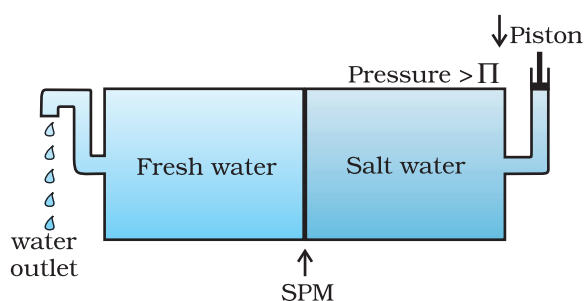 Piston
Pressure > Π
Fresh water
Salt water
water
outlet
SPM